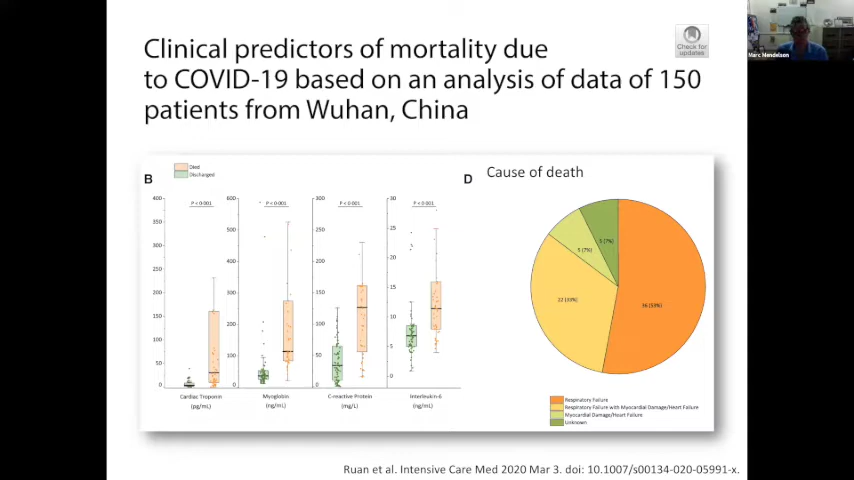 Clinical predictors of mortality due
to COVID-19 based on an analysis of data of 150
patients from Wuhan, China
Check for
updates
Marc Mendelson
B
Died
Discharged
400
350
300
250
200
150
100
50
0
P < 0.001
Cardiac Troponin
(pg/mL)
600
500
400
300
200
100
0
P < 0.001
Myoglobin
(ng/mL)
300
250
200
150
100
50
0
P < 0.001
C-reactive Protein
(mg/L)
30
25
20
15
10
5
0
P < 0.001
Interleukin-6
(ng/mL)
D
Cause of death
5 (7%)
5 (7%)
22 (33%)
36 (53%)
Respiratory Failure
Respiratory Failure with Myocardial Damage/Heart Failure
Myocardial Damage/Heart Failure
Unknown
Ruan et al. Intensive Care Med 2020 Mar 3. doi: 10.1007/s00134-020-05991-x.